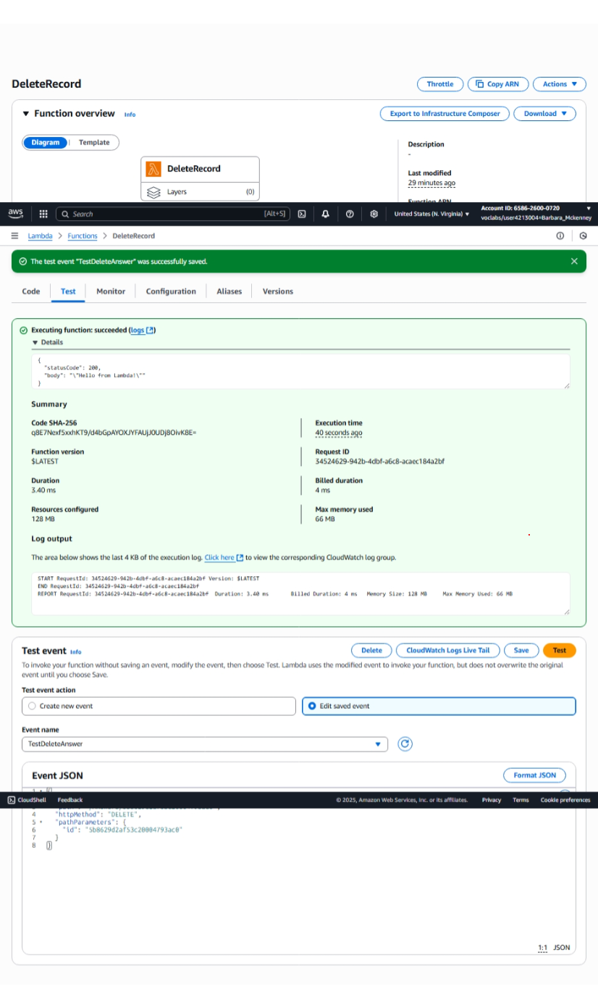 DeleteRecord
Throttle
Copy ARN
Actions
Function overview Info
Export to Infrastructure Composer
Download
Diagram
Template
DeleteRecord
Layers
(0)
Description
-
Last modified
29 minutes ago
Function ARN
aws
Search
[Alt+S]
United States (N. Virginia)
Account ID: 6586-2600-0720
voclabs/user4213004=Barbara_Mckenney
Lambda > Functions > DeleteRecord
The test event "TestDeleteAnswer" was successfully saved.
Code
Test
Monitor
Configuration
Aliases
Versions
Executing function: succeeded (logs)
Details
{
"statusCode": 200,
"body": "\"Hello from Lambda!\""
}
Summary
Code SHA-256
q8E7Nexf5xxhKT9/d4bGpAYOXJYFAUjJ0UDj8OivK8E=
Execution time
40 seconds ago
Function version
$LATEST
Request ID
34524629-942b-4dbf-a6c8-acaec184a2bf
Duration
3.40 ms
Billed duration
4 ms
Resources configured
128 MB
Max memory used
66 MB
Log output
The area below shows the last 4 KB of the execution log. Click here to view the corresponding CloudWatch log group.
START RequestId: 34524629-942b-4dbf-a6c8-acaec184a2bf Version: $LATEST
END RequestId: 34524629-942b-4dbf-a6c8-acaec184a2bf
REPORT RequestId: 34524629-942b-4dbf-a6c8-acaec184a2bf Duration: 3.40 ms Billed Duration: 4 ms Memory Size: 128 MB Max Memory Used: 66 MB
Test event Info
Delete
CloudWatch Logs Live Tail
Save
Test
To invoke your function without saving an event, modify the event, then choose Test. Lambda uses the modified event to invoke your function, but does not overwrite the original
event until you choose Save.
Test event action
Create new event
Edit saved event
Event name
TestDeleteAnswer
Event JSON
Format JSON
1 {
CloudShell
Feedback
© 2025, Amazon Web Services, Inc. or its affiliates.
Privacy
Terms
Cookie preferences
4 "httpMethod": "DELETE",
5 "pathParameters": {
6 "id": "5b8629d2af53c20004793ac0"
7 }
8 }
1:1 JSON